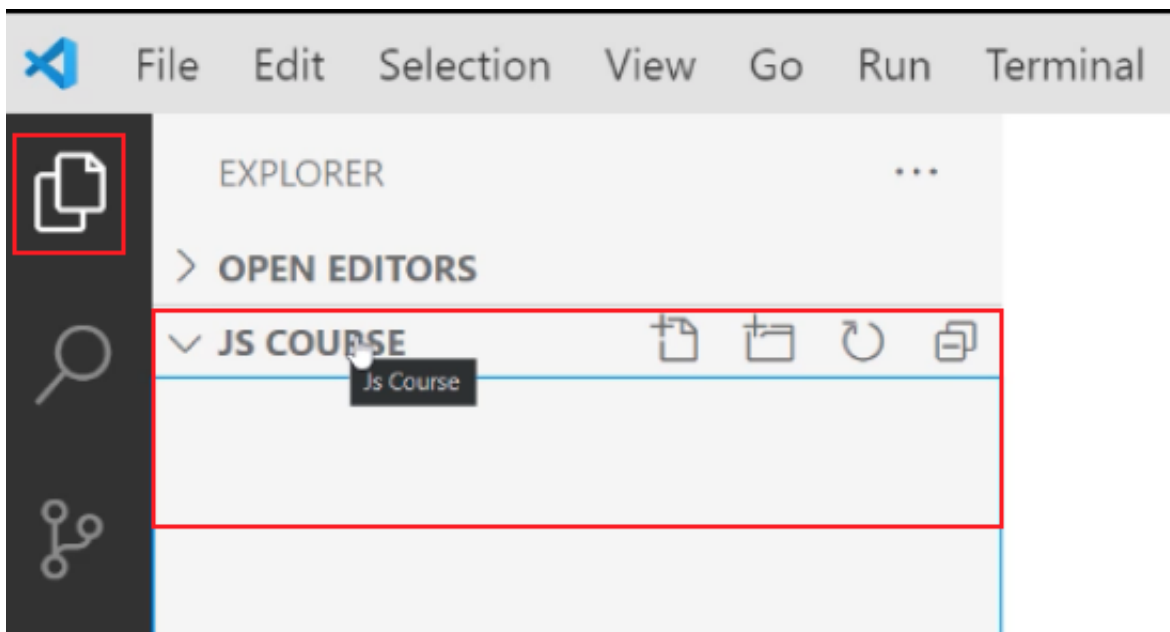 File Edit Selection View Go Run Terminal
EXPLORER
OPEN EDITORS
JS COURSE
Js Course